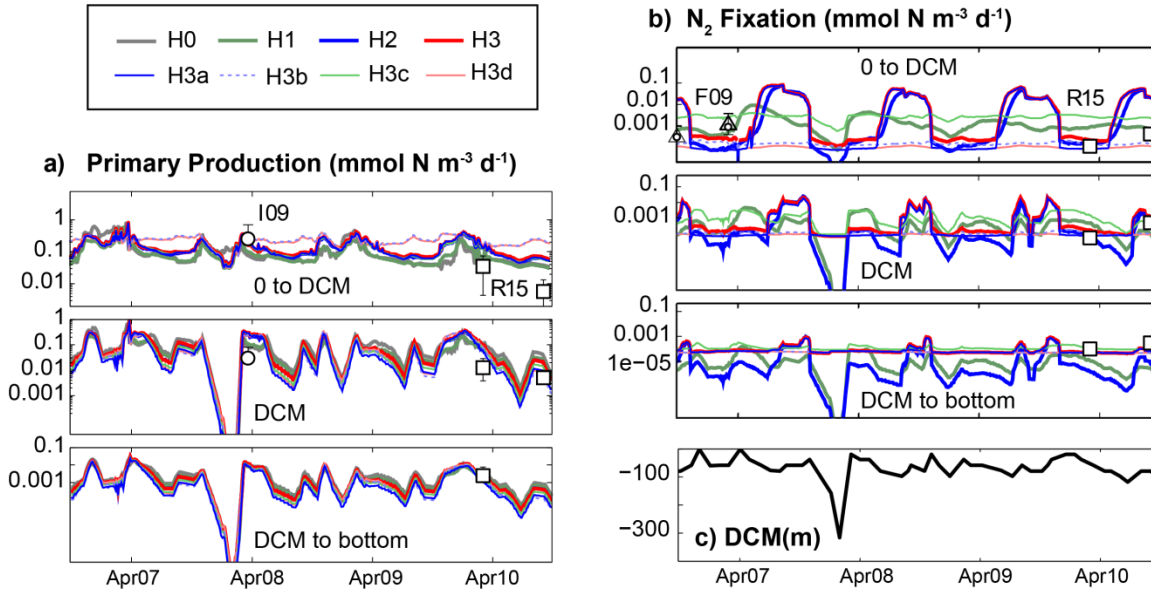 H0 H1 H2 H3
H3a H3b H3c H3d
a) Primary Production (mmol N m⁻³ d⁻¹)
1
0.1
0.01
I09
R15
0 to DCM
1
0.1
0.01
0.001
DCM
0.1
0.001
DCM to bottom
Apr07 Apr08 Apr09 Apr10
b) N₂ Fixation (mmol N m⁻³ d⁻¹)
0.1
0.01
0.001
0 to DCM
F09
R15
0.1
0.001
DCM
0.1
0.001
1e−05
DCM to bottom
−100
−300
c) DCM(m)
Apr07 Apr08 Apr09 Apr10